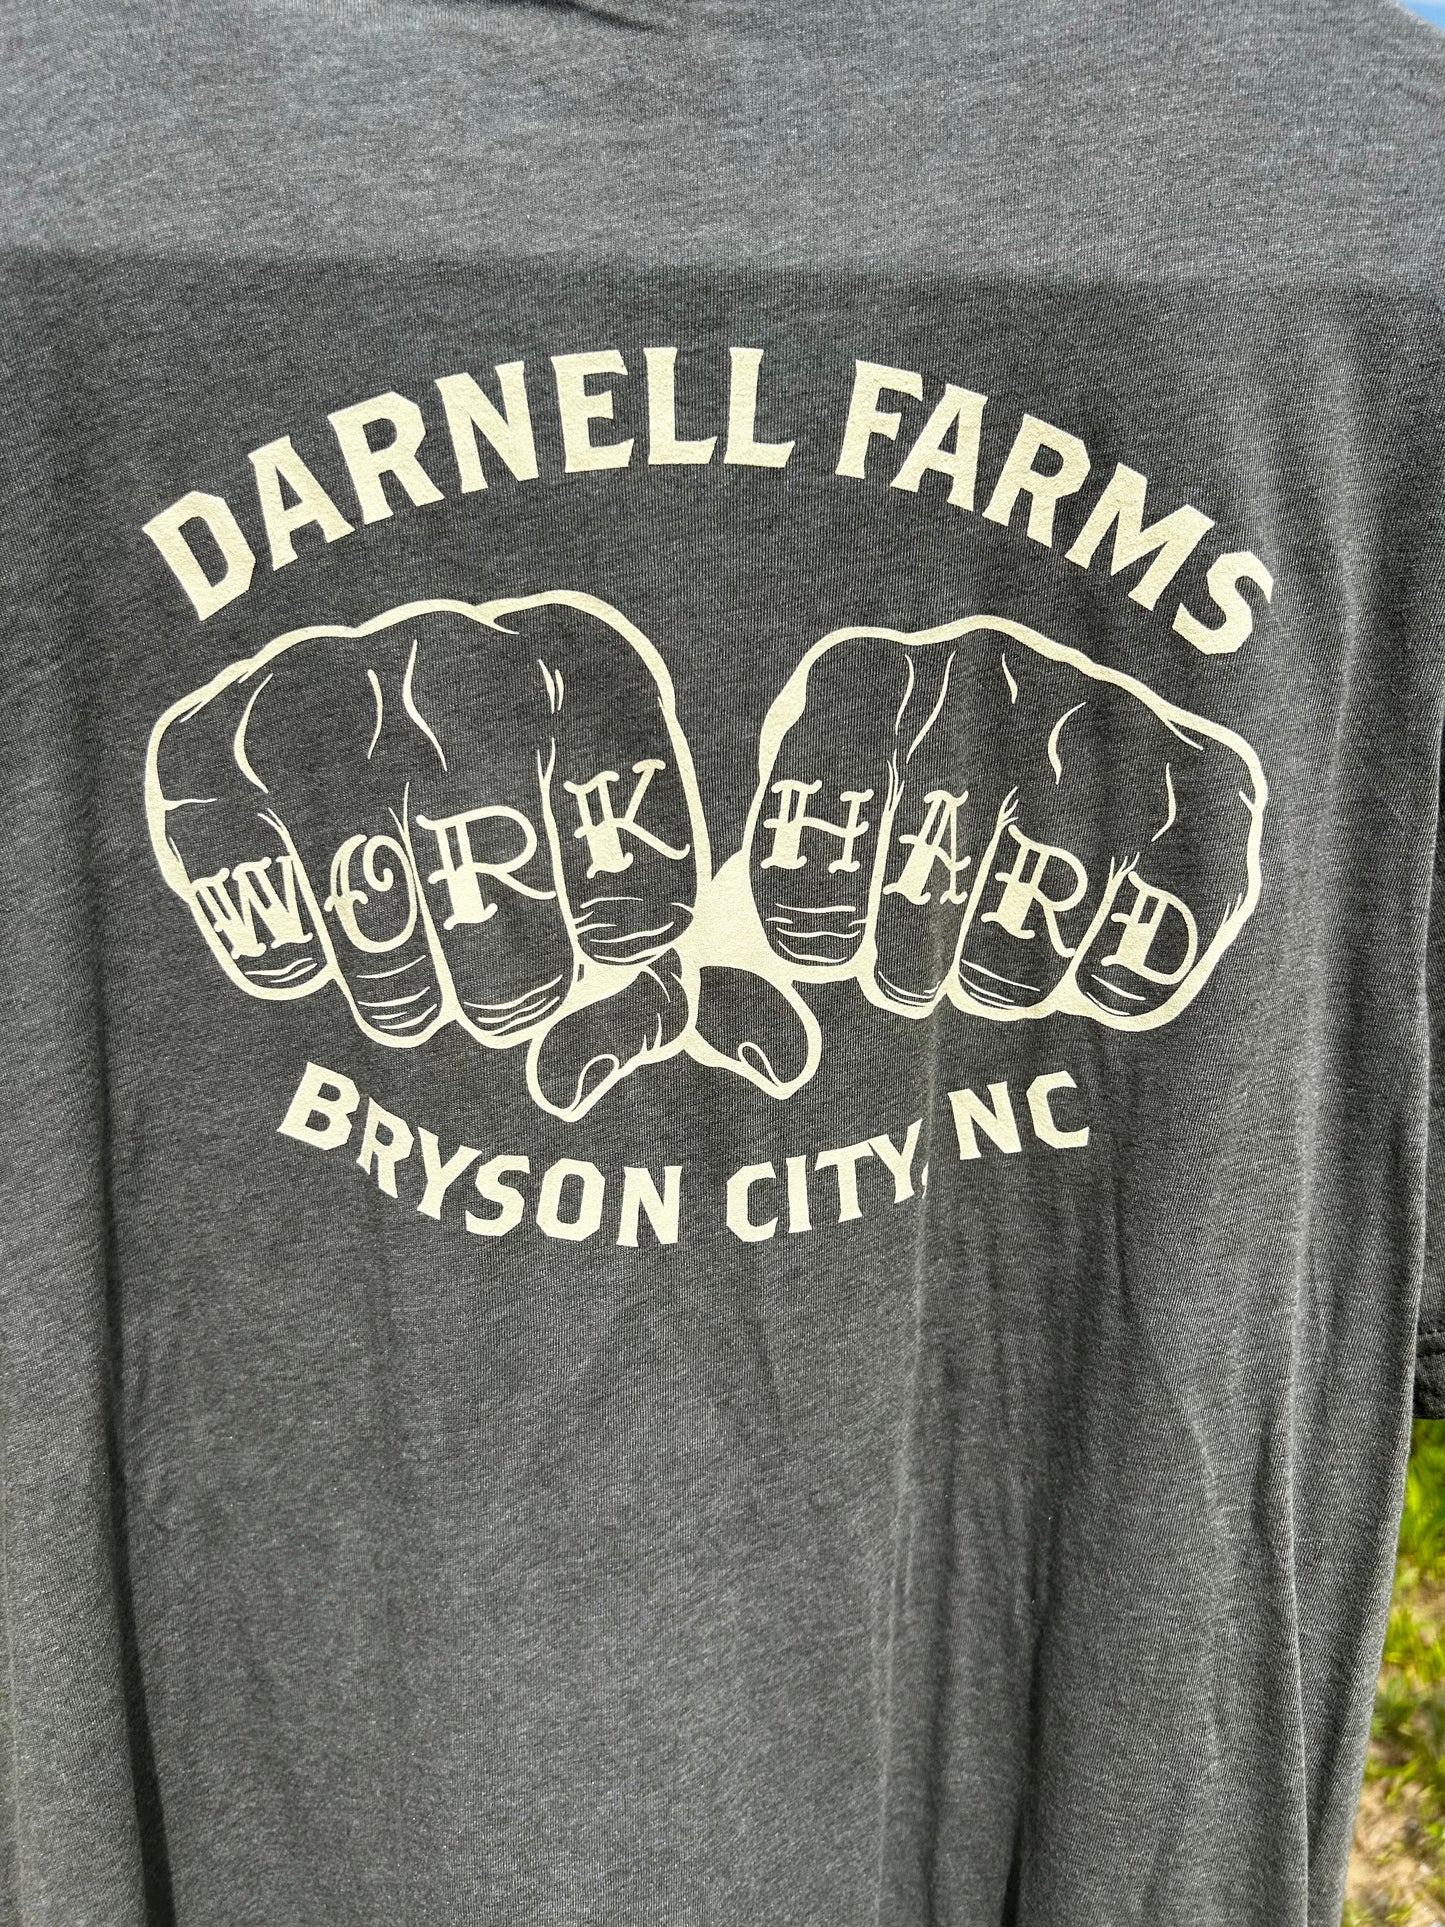 DARNELL FARMS
WORK HARD
BRYSON CITY, NC